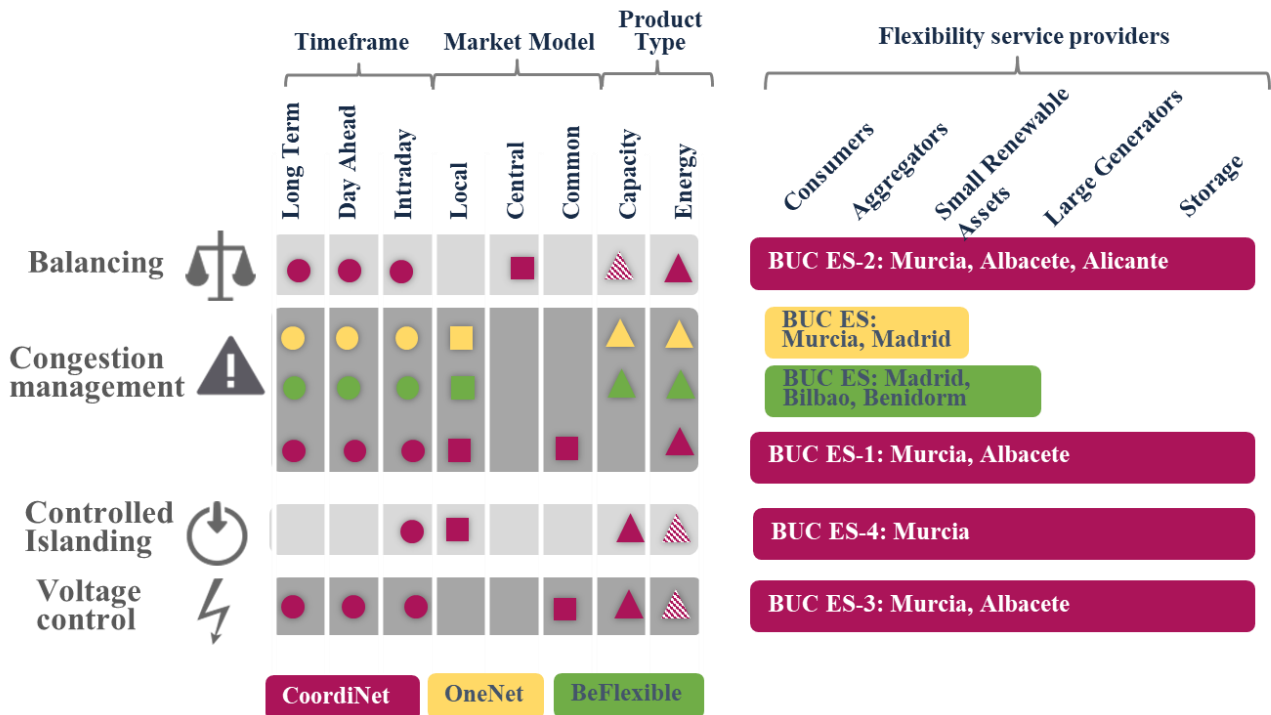 Product
Timeframe Market Model Type Flexibility service providers
Long Term
Day Ahead
Intraday
Local
Central
Common
Capacity
Energy
Consumers
Aggregators
Small Renewable
Assets
Large Generators
Storage
Balancing
BUC ES-2: Murcia, Albacete, Alicante
Congestion
management
BUC ES:
Murcia, Madrid
BUC ES: Madrid,
Bilbao, Benidorm
BUC ES-1: Murcia, Albacete
Controlled
Islanding
BUC ES-4: Murcia
Voltage
control
BUC ES-3: Murcia, Albacete
CoordiNet OneNet BeFlexible